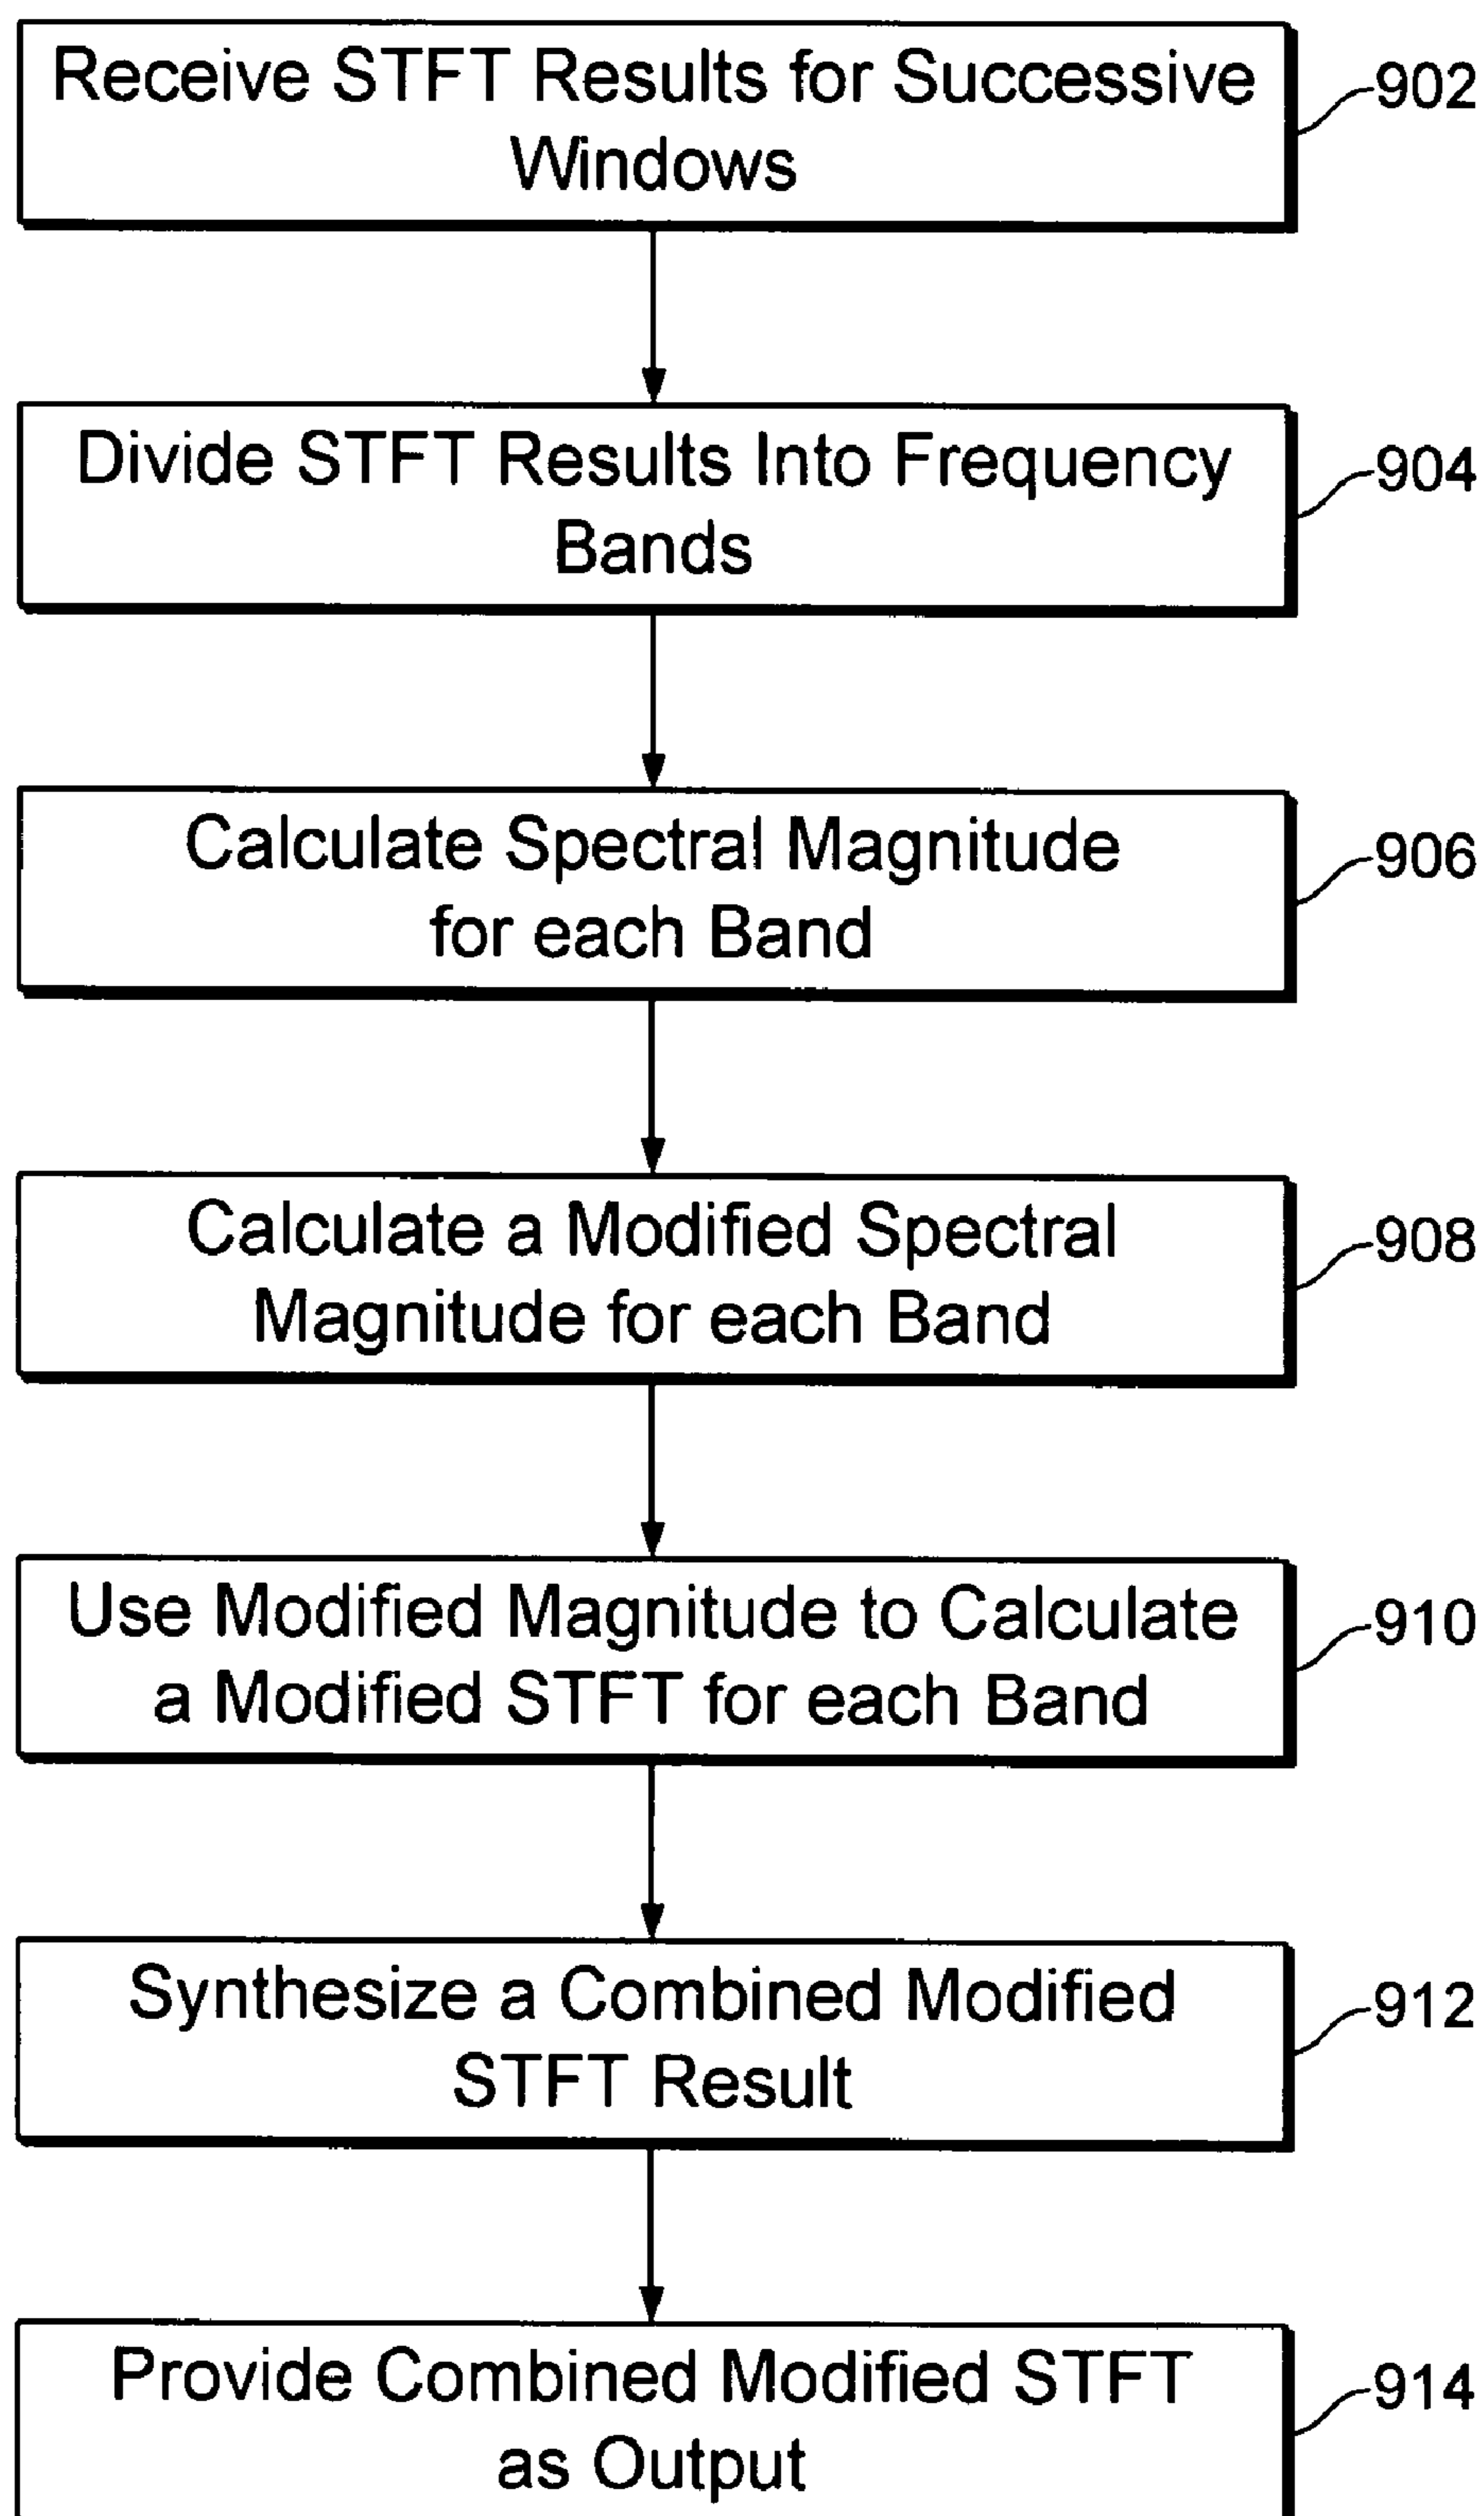 Receive STFT Results for Successive
Windows
902
Divide STFT Results Into Frequency
Bands
904
Calculate Spectral Magnitude
for each Band
906
Calculate a Modified Spectral
Magnitude for each Band
908
Use Modified Magnitude to Calculate
a Modified STFT for each Band
910
Synthesize a Combined Modified
STFT Result
912
Provide Combined Modified STFT
as Output
914